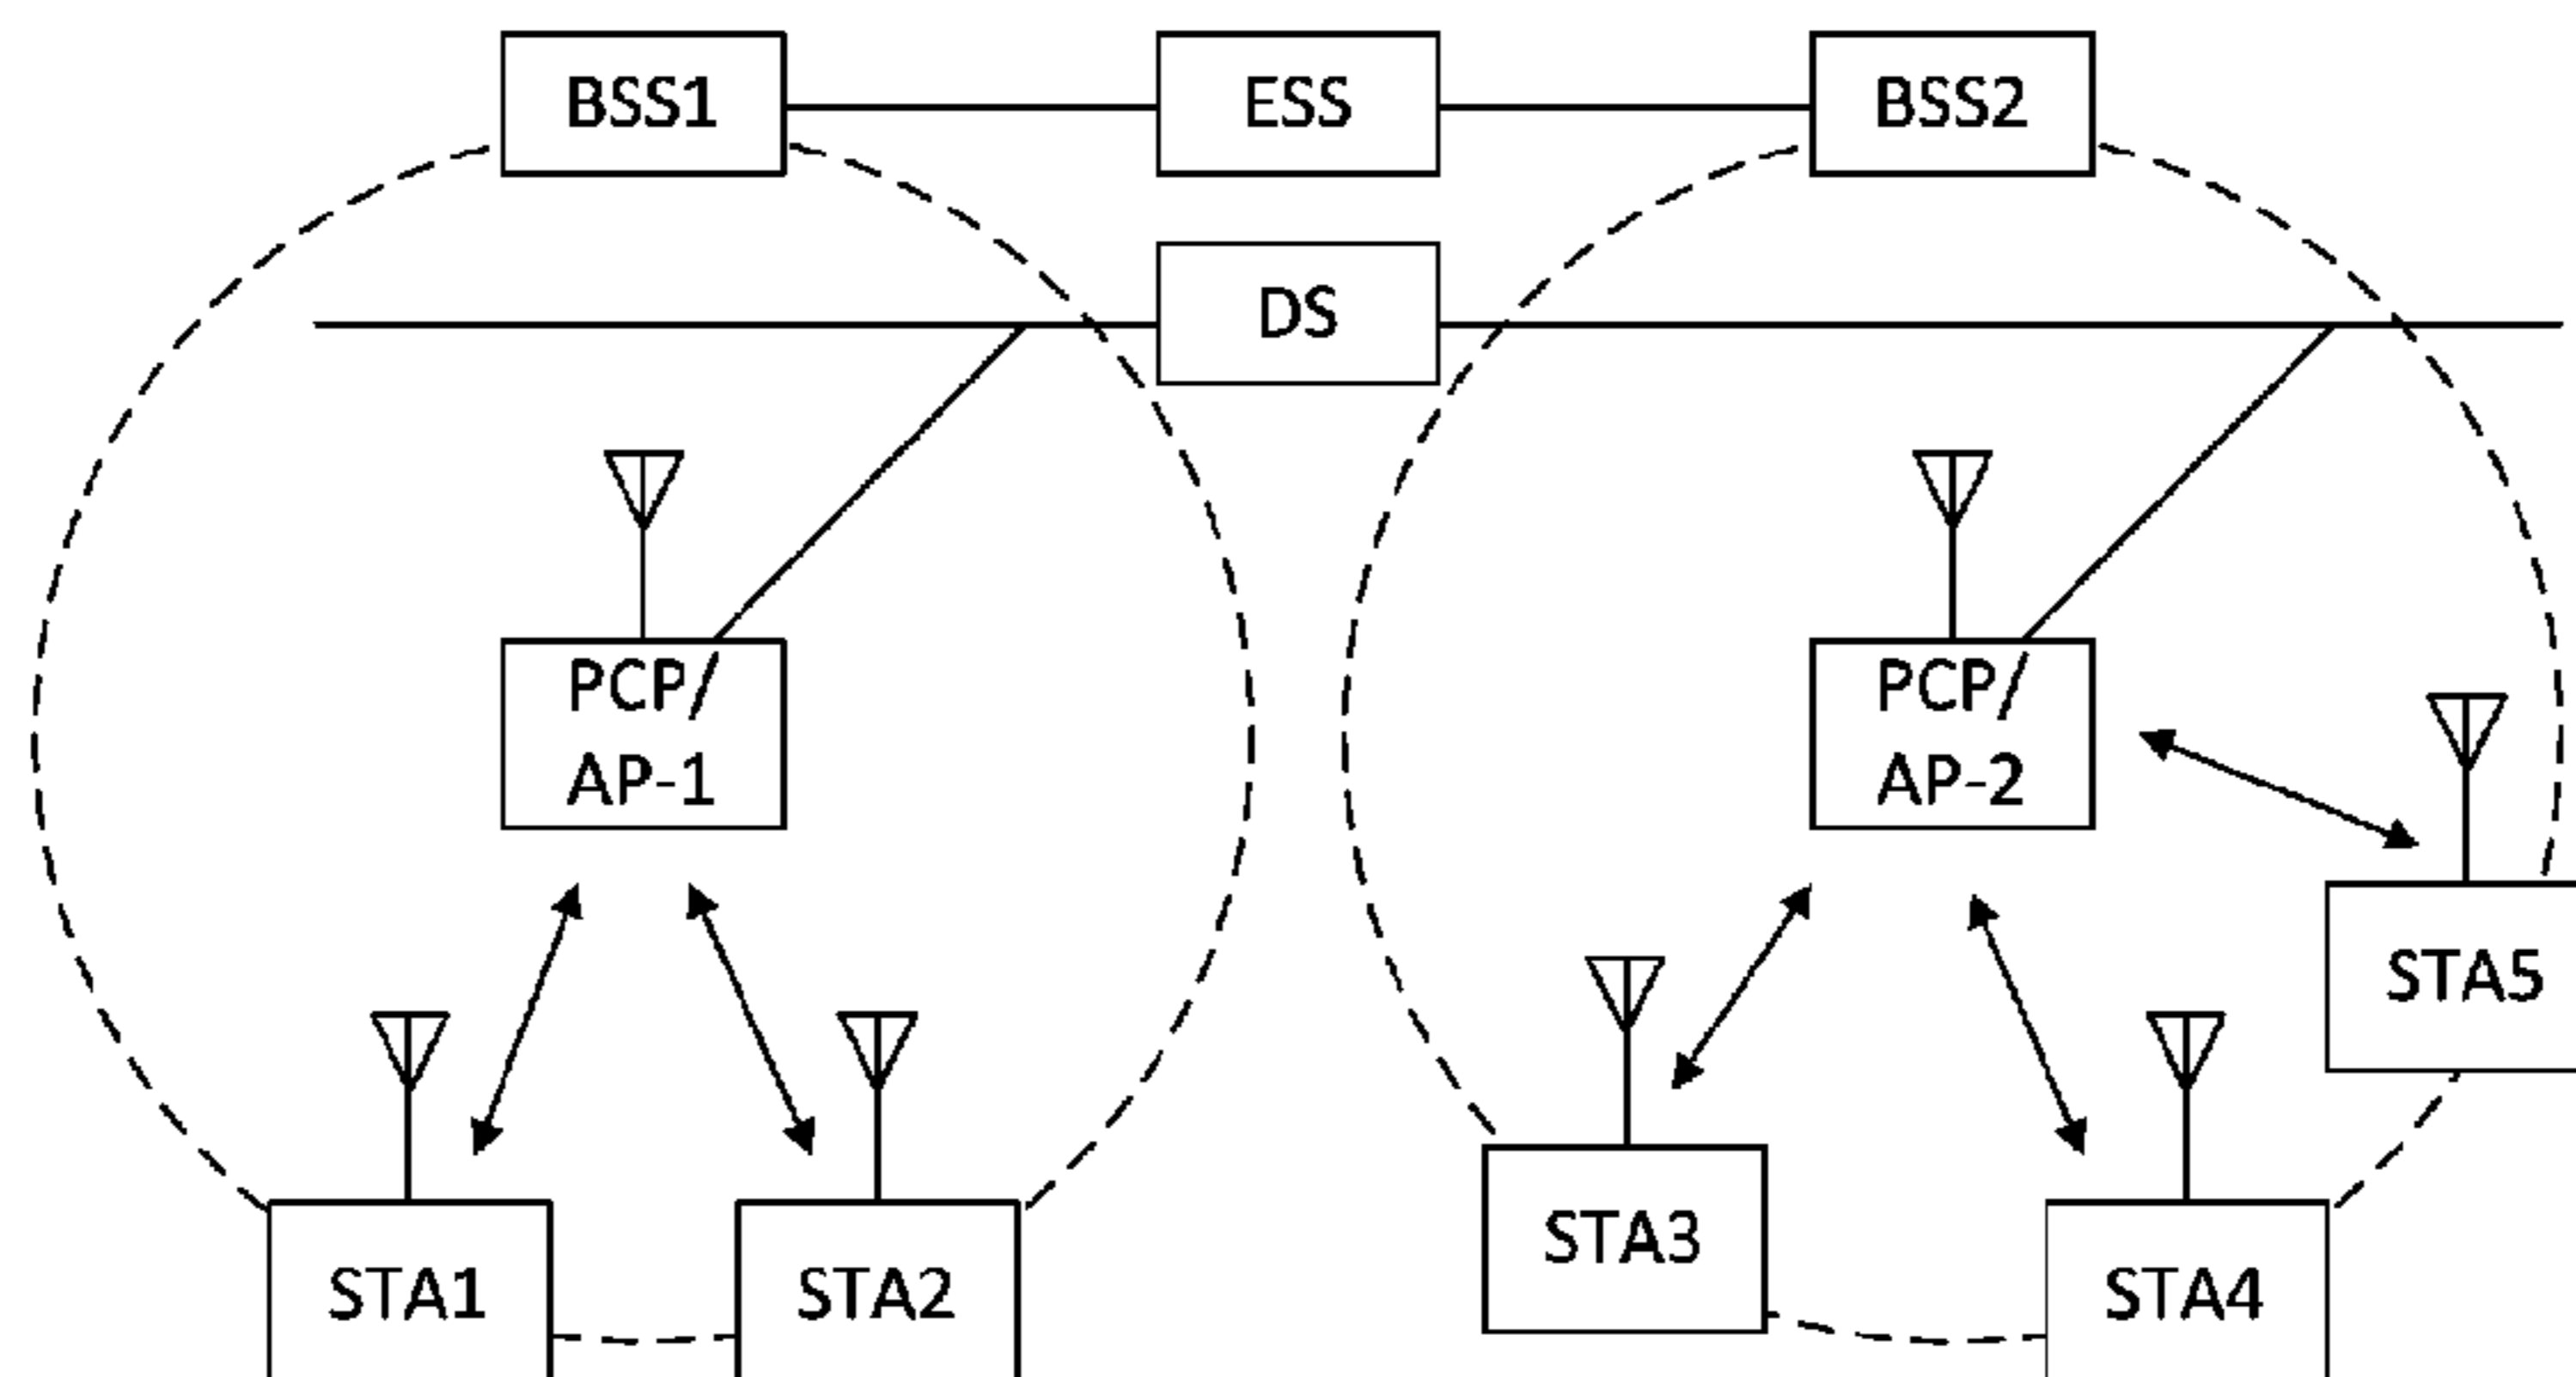 BSS1
ESS
BSS2
DS
PCP/
AP-1
PCP/
AP-2
STA5
STA3
STA1
STA2
STA4